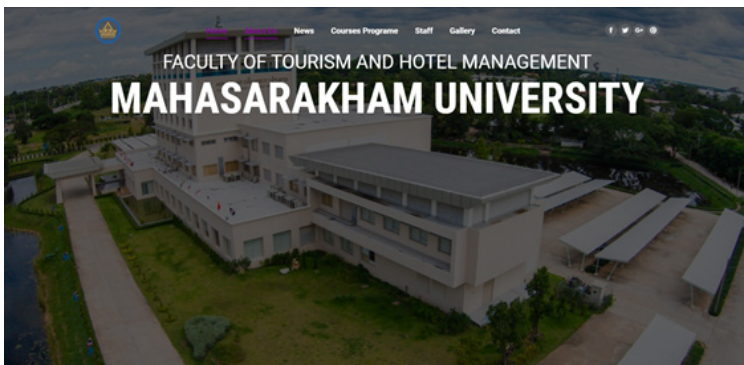 News Courses Programe Staff Gallery Contact
FACULTY OF TOURISM AND HOTEL MANAGEMENT
MAHASARAKHAM UNIVERSITY